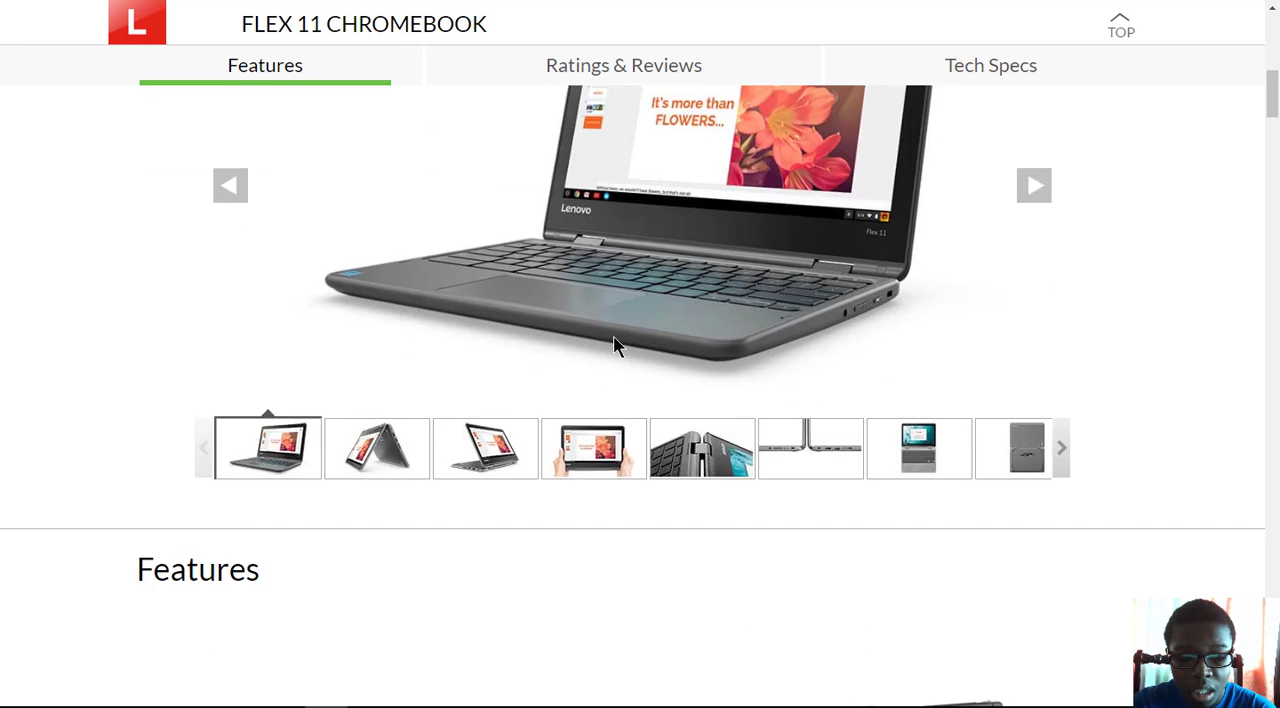 L
FLEX 11 CHROMEBOOK
TOP
Features
Ratings & Reviews
Tech Specs
It's more than
FLOWERS...
Lenovo
Flex 11
Features